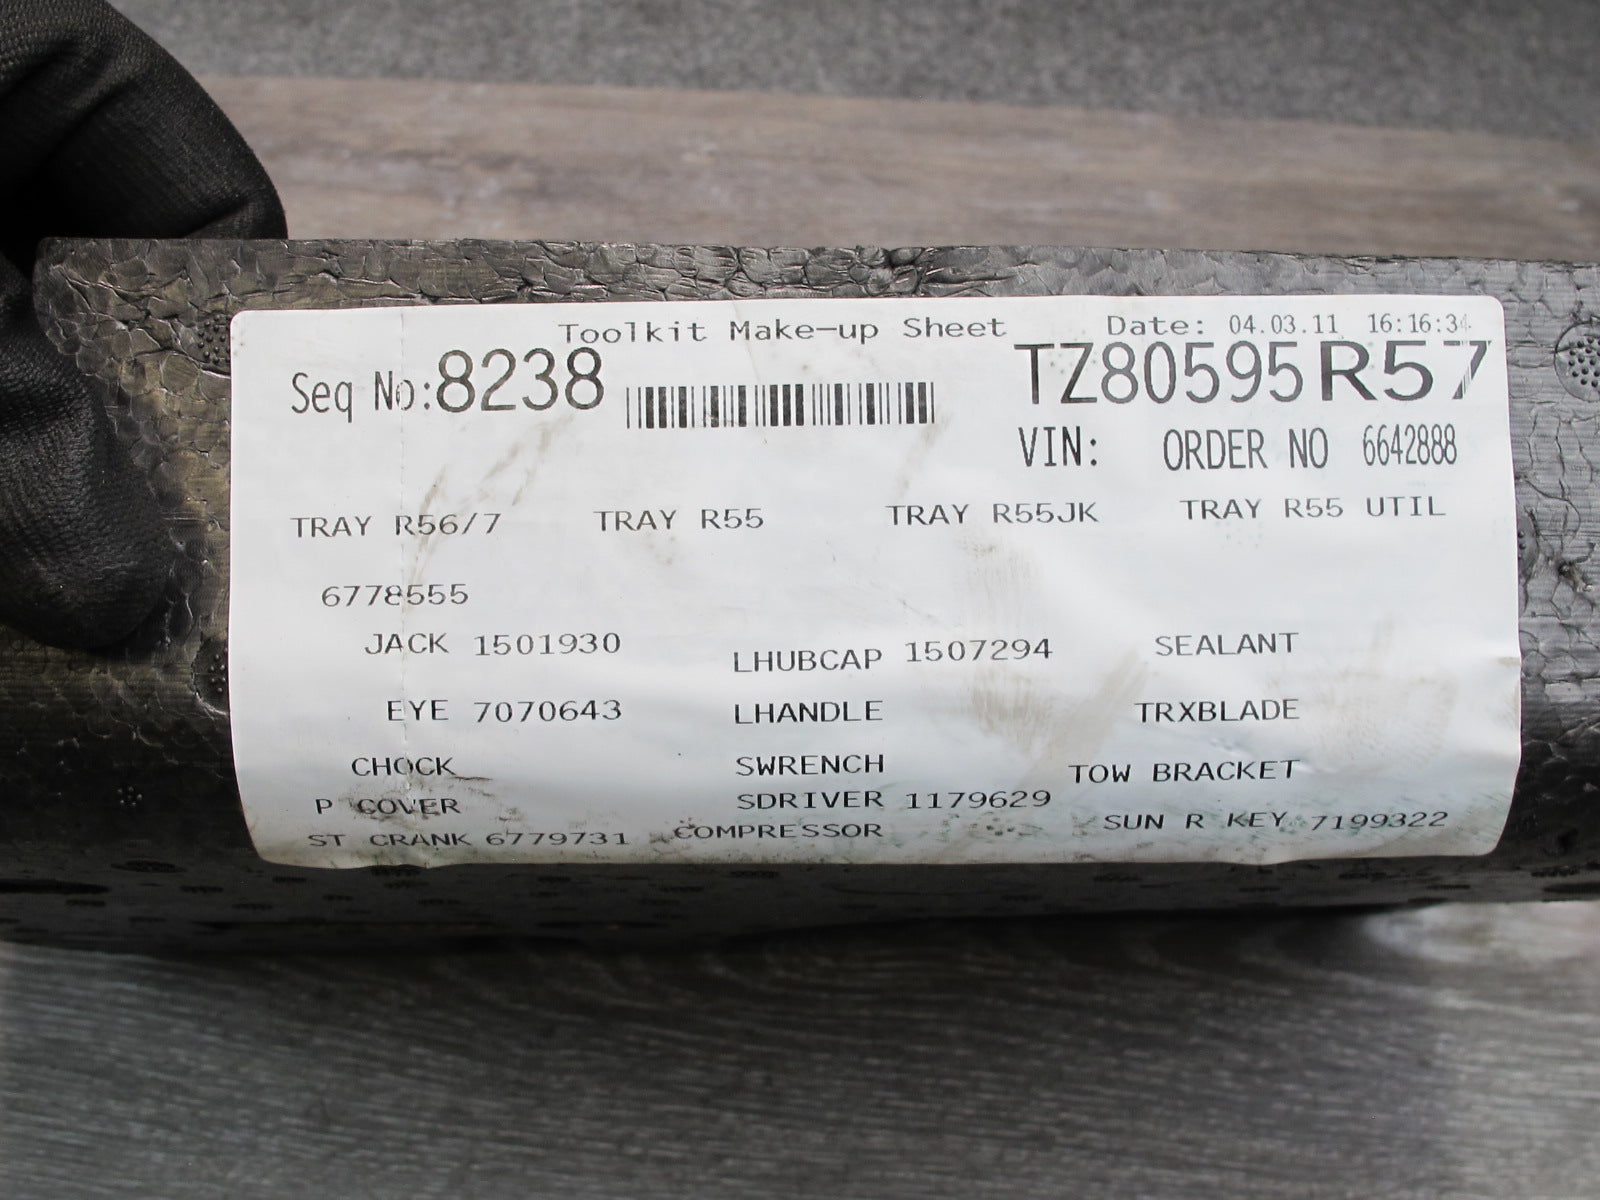 Toolkit Make-up Sheet Date: 04.03.11 16:16:34
Seq No:8238 TZ80595 R57
VIN: ORDER NO 6642888
TRAY R56/7 TRAY R55 TRAY R55JK TRAY R55 UTIL
6778555
JACK 1501930 LHUBCAP 1507294 SEALANT
EYE 7070643 LHANDLE TRXBLADE
CHOCK SWRENCH TOW BRACKET
P COVER SDRIVER 1179629
ST CRANK 6779731 COMPRESSOR SUN R KEY 7199322